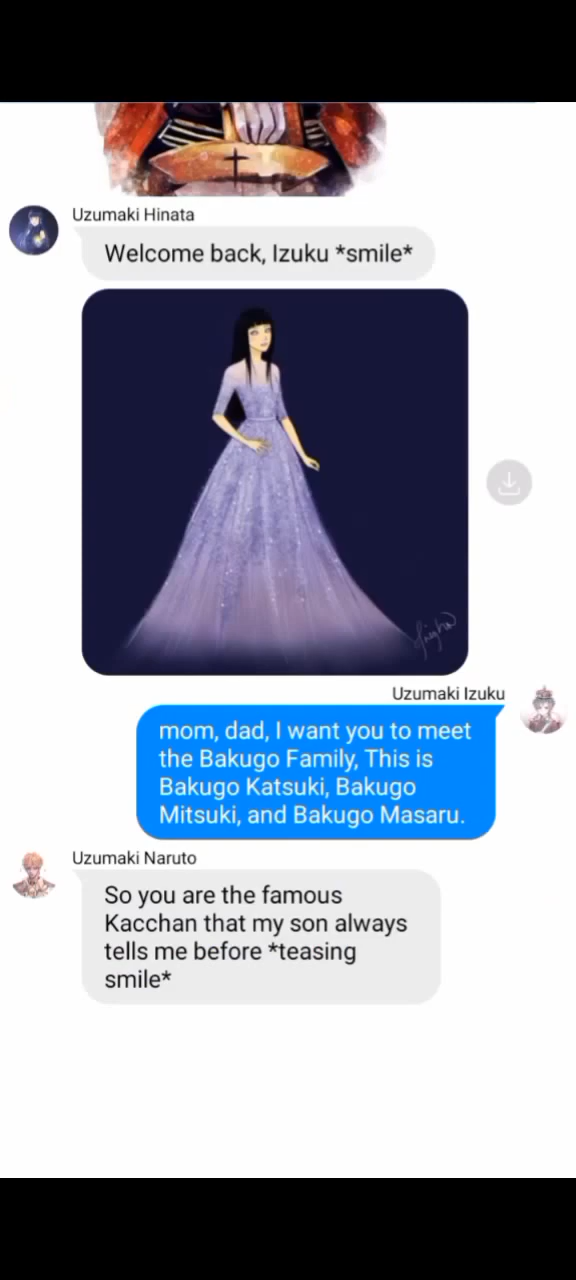 Uzumaki Hinata
Welcome back, Izuku *smile*
Uzumaki Izuku
mom, dad, I want you to meet
the Bakugo Family, This is
Bakugo Katsuki, Bakugo
Mitsuki, and Bakugo Masaru.
Uzumaki Naruto
So you are the famous
Kacchan that my son always
tells me before *teasing
smile*